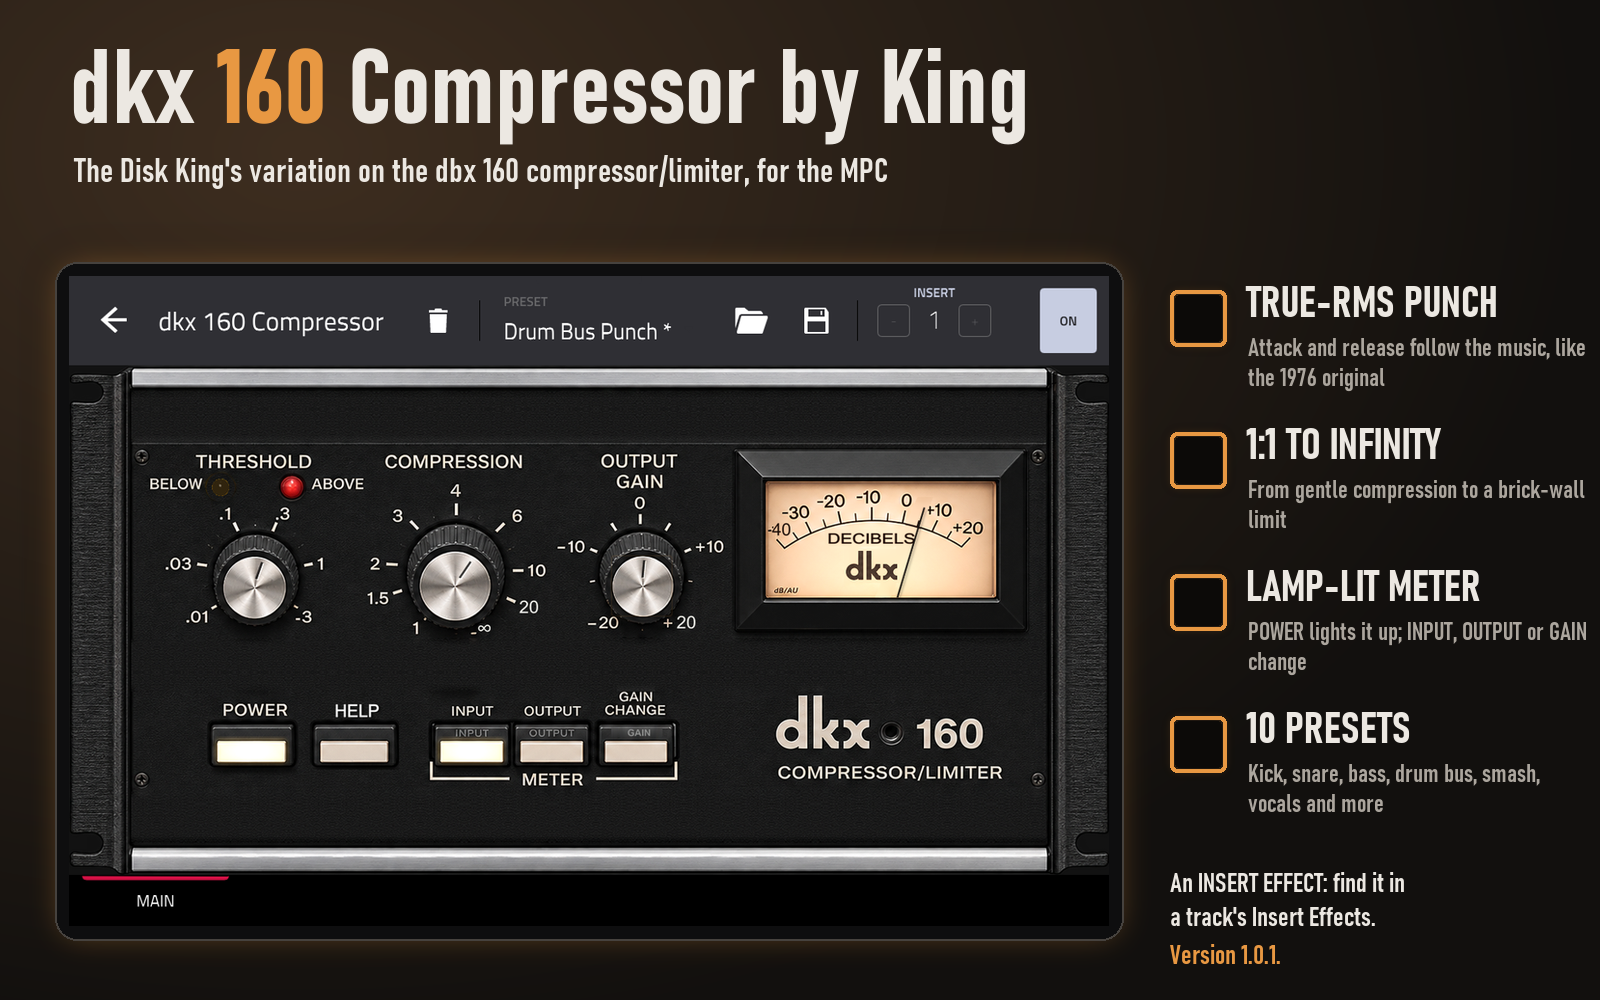 dkx 160 Compressor by King
The Disk King's variation on the dbx 160 compressor/limiter, for the MPC
dkx 160 Compressor
PRESET
Drum Bus Punch *
INSERT
- 1 +
ON
THRESHOLD
BELOW ABOVE
.01 .03 .1 .3 1 3
COMPRESSION
1 1.5 2 3 4 6 10 20 ∞
OUTPUT
GAIN
-20 -10 0 +10 +20
-40 -30 -20 -10 0 +10 +20
DECIBELS
dkx
dB/AU
POWER
HELP
INPUT
OUTPUT
GAIN
CHANGE
INPUT
OUTPUT
GAIN
METER
dkx 160
COMPRESSOR/LIMITER
MAIN
TRUE-RMS PUNCH
Attack and release follow the music, like
the 1976 original
1:1 TO INFINITY
From gentle compression to a brick-wall
limit
LAMP-LIT METER
POWER lights it up; INPUT, OUTPUT or GAIN
change
10 PRESETS
Kick, snare, bass, drum bus, smash,
vocals and more
An INSERT EFFECT: find it in
a track's Insert Effects.
Version 1.0.1.